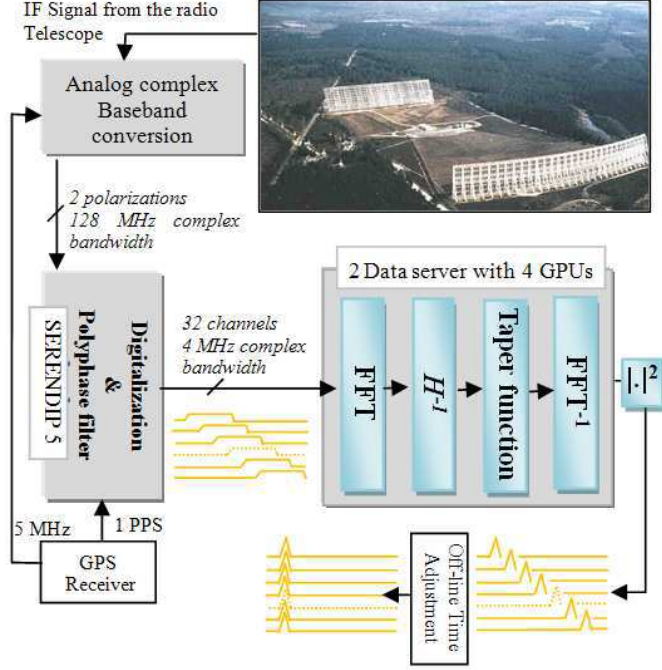 IF Signal from the radio
Telescope
Analog complex
Baseband
conversion
2 polarizations
128 MHz complex
bandwidth
2 Data server with 4 GPUs
SERENDIP 5
Polyphase filter
&
Digitalization
32 channels
4 MHz complex
bandwidth
FFT
H-1
Taper function
FFT-1
|.|2
5 MHz
1 PPS
GPS
Receiver
Off-line Time
Adjustment